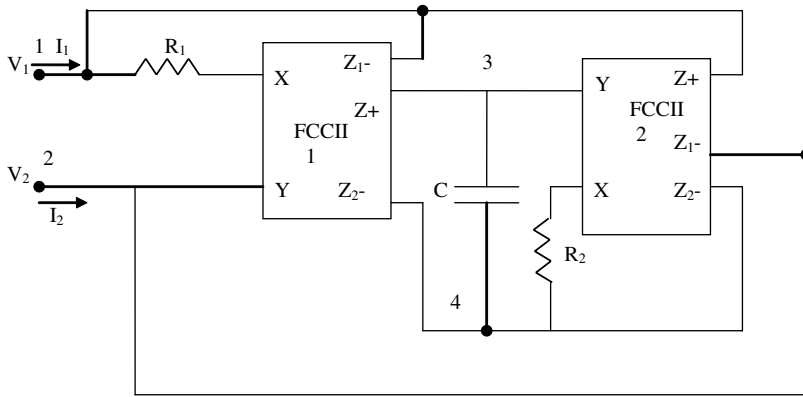 1 I₁
V₁
R₁
X
Z₁-
Z+
FCCII
1
Y
Z₂-
2
V₂
I₂
3
C
4
R₂
Y
Z+
FCCII
2
Z₁-
X
Z₂-